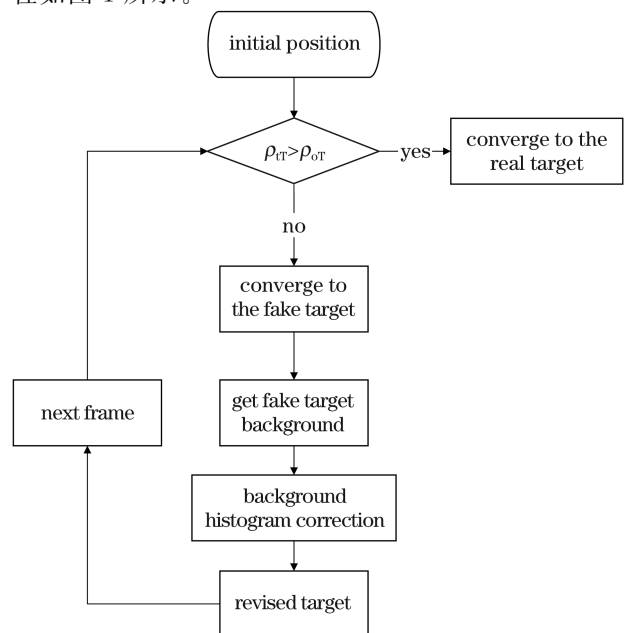 initial position
ρtT>ρoT
yes
converge to the
real target
no
converge to
the fake target
next frame
get fake target
background
background
histogram correction
revised target